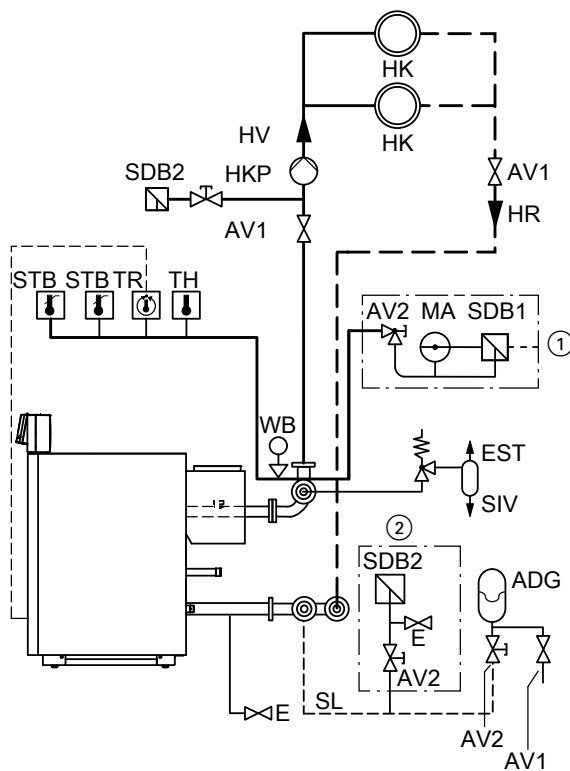 HK
HK
HV
HKP
SDB2
AV1
AV1
HR
STB STB TR TH
AV2 MA SDB1
1
WB
EST
SIV
2
SDB2
ADG
E
AV2
SL
E
AV2
AV1